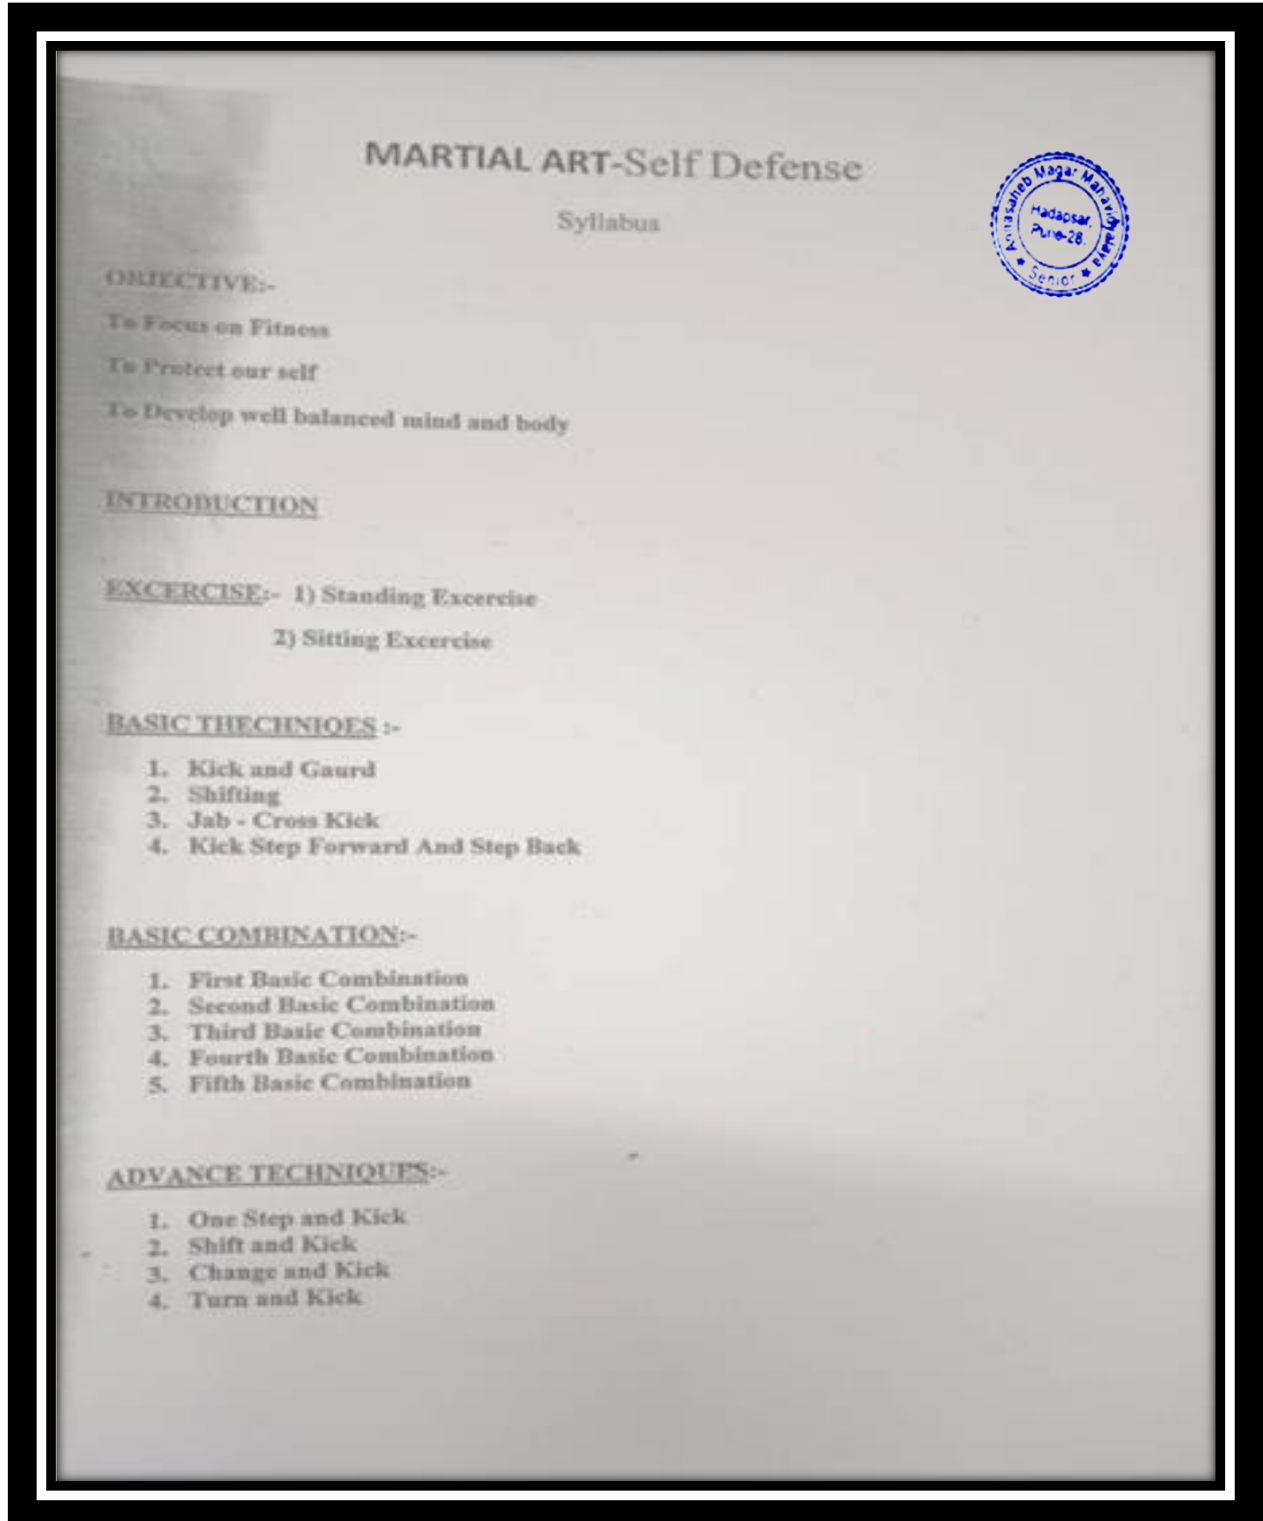 MARTIAL ART-Self Defense
Syllabus
Annasaheb Magar Mahavidyalaya
Hadapsar,
Pune-28.
★ Senior ★
OBJECTIVE:-
To Focus on Fitness
To Protect our self
To Develop well balanced mind and body
INTRODUCTION
EXCERCISE:- 1) Standing Excercise
2) Sitting Excercise
BASIC THECHNIQES :-
1. Kick and Gaurd
2. Shifting
3. Jab - Cross Kick
4. Kick Step Forward And Step Back
BASIC COMBINATION:-
1. First Basic Combination
2. Second Basic Combination
3. Third Basic Combination
4. Fourth Basic Combination
5. Fifth Basic Combination
ADVANCE TECHNIQUES:-
1. One Step and Kick
2. Shift and Kick
3. Change and Kick
4. Turn and Kick